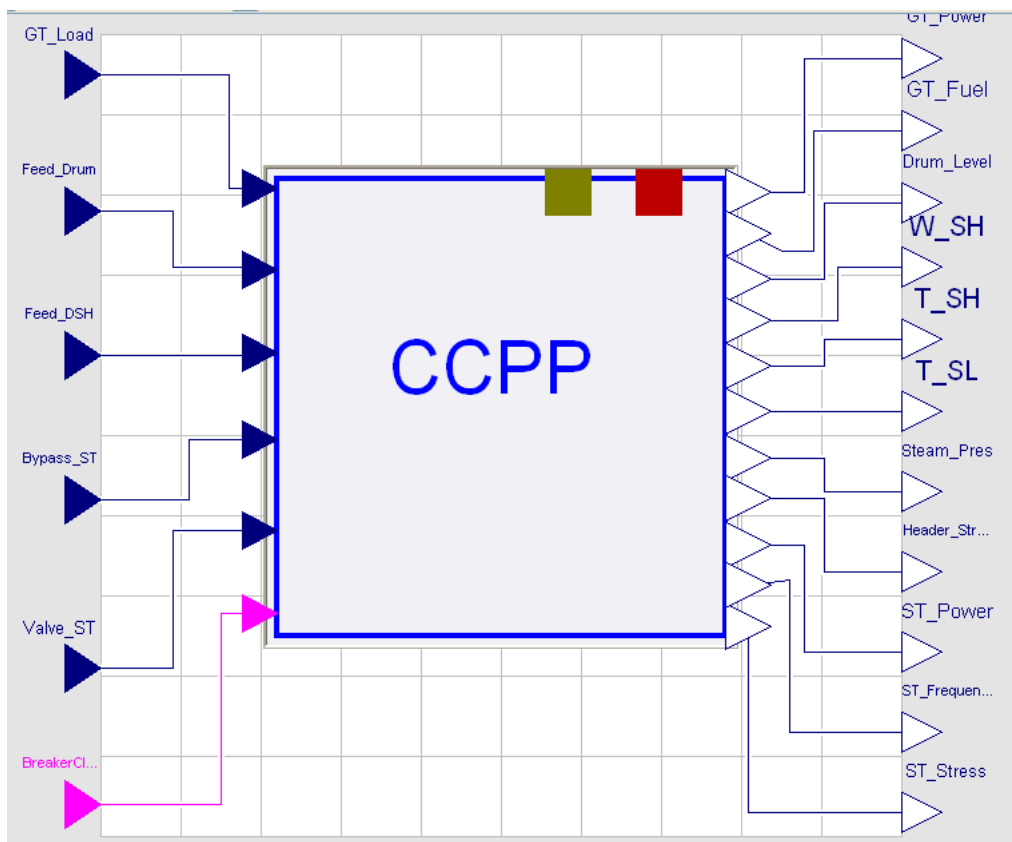 GT_Load
Feed_Drum
Feed_DSH
Bypass_ST
Valve_ST
BreakerCl...
CCPP
GT_Power
GT_Fuel
Drum_Level
W_SH
T_SH
T_SL
Steam_Pres
Header_Str...
ST_Power
ST_Frequen...
ST_Stress